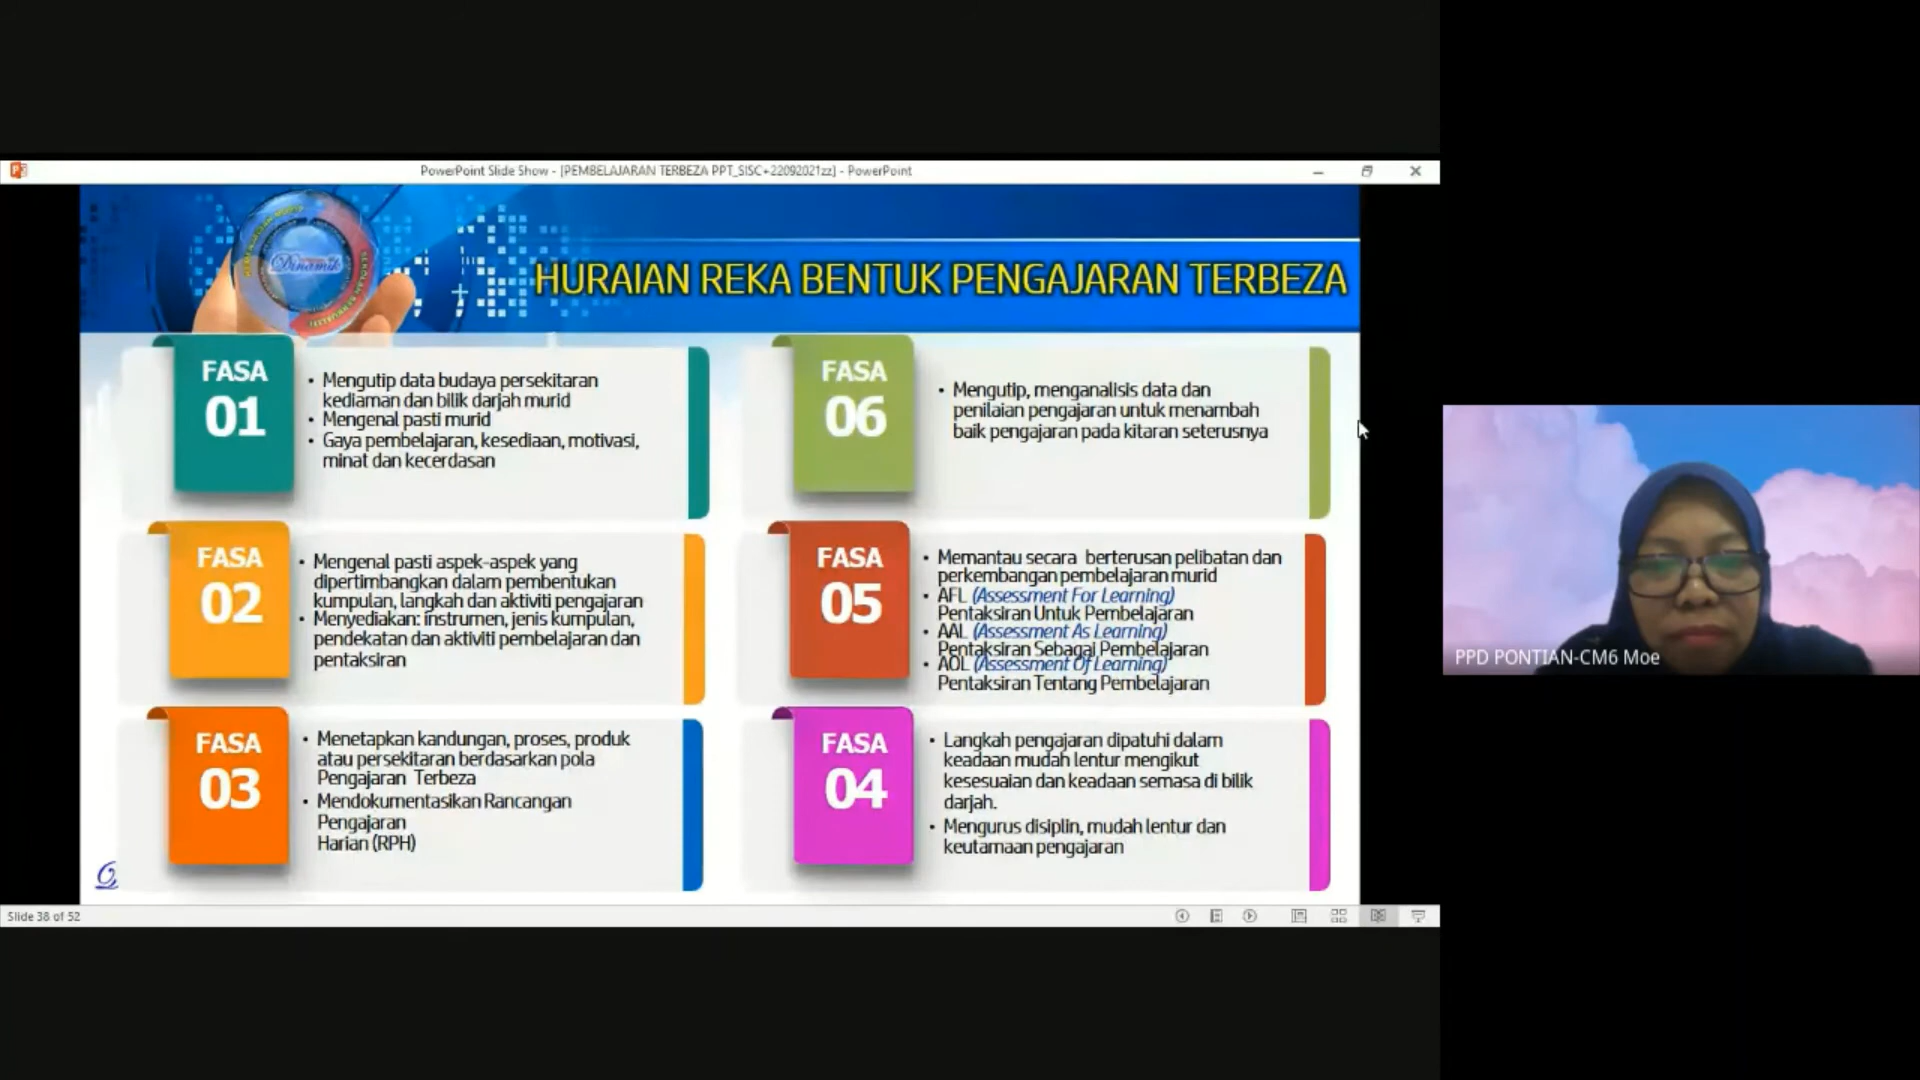 PowerPoint Slide Show - [PEMBELAJARAN TERBEZA PPT_SISC+22092021zz] - PowerPoint
Dinamik
HURAIAN REKA BENTUK PENGAJARAN TERBEZA
FASA
01
• Mengutip data budaya persekitaran
kediaman dan bilik darjah murid
• Mengenal pasti murid
• Gaya pembelajaran, kesediaan, motivasi,
minat dan kecerdasan
FASA
02
• Mengenal pasti aspek-aspek yang
dipertimbangkan dalam pembentukan
kumpulan, langkah dan aktiviti pengajaran
• Menyediakan: instrumen, jenis kumpulan,
pendekatan dan aktiviti pembelajaran dan
pentaksiran
FASA
03
• Menetapkan kandungan, proses, produk
atau persekitaran berdasarkan pola
Pengajaran Terbeza
• Mendokumentasikan Rancangan
Pengajaran
Harian (RPH)
FASA
06
• Mengutip, menganalisis data dan
penilaian pengajaran untuk menambah
baik pengajaran pada kitaran seterusnya
FASA
05
• Memantau secara berterusan pelibatan dan
perkembangan pembelajaran murid
• AFL (Assessment For Learning)
Pentaksiran Untuk Pembelajaran
• AAL (Assessment As Learning)
Pentaksiran Sebagai Pembelajaran
• AOL (Assessment Of Learning)
Pentaksiran Tentang Pembelajaran
FASA
04
• Langkah pengajaran dipatuhi dalam
keadaan mudah lentur mengikut
kesesuaian dan keadaan semasa di bilik
darjah.
• Mengurus disiplin, mudah lentur dan
keutamaan pengajaran
Slide 38 of 52
PPD PONTIAN-CM6 Moe